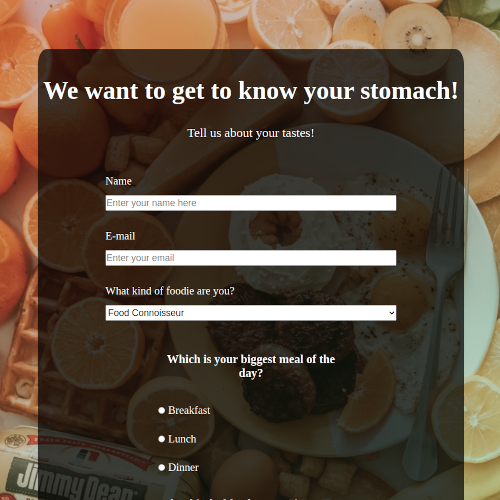 We want to get to know your stomach!
Tell us about your tastes!
Name
Enter your name here
E-mail
Enter your email
What kind of foodie are you?
Food Connoisseur
Which is your biggest meal of the
day?
Breakfast
Lunch
Dinner
Jimmy Dean